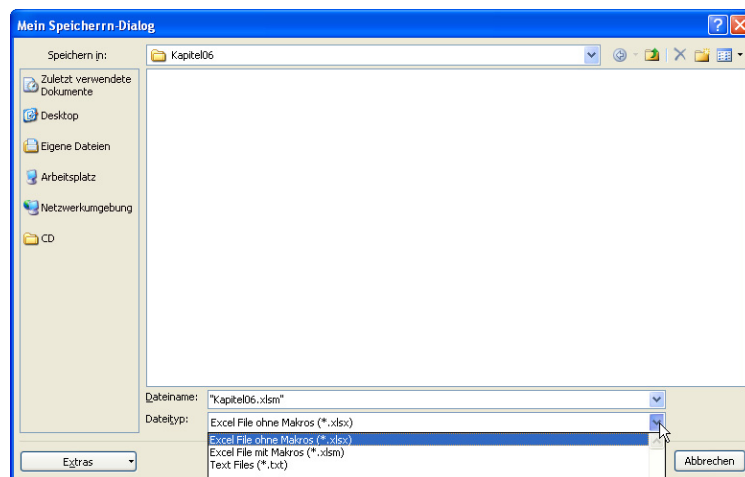 Mein Speicherrn-Dialog
Speichern in:
Kapitel06
Zuletzt verwendete
Dokumente
Desktop
Eigene Dateien
Arbeitsplatz
Netzwerkumgebung
CD
Dateiname:
"Kapitel06.xlsm"
Dateityp:
Excel File ohne Makros (*.xlsx)
Excel File ohne Makros (*.xlsx)
Excel File mit Makros (*.xlsm)
Text Files (*.txt)
Extras
Abbrechen